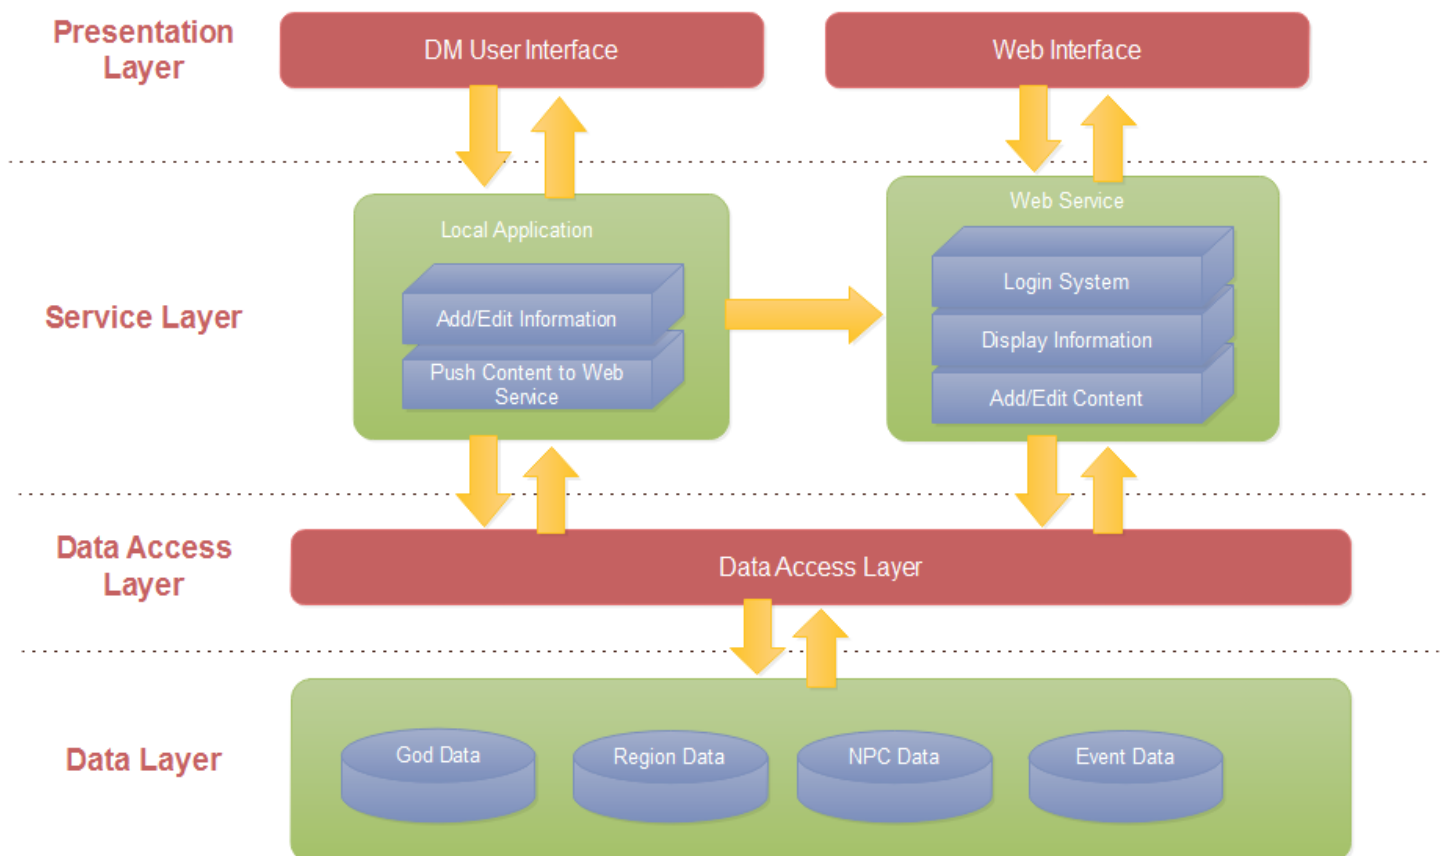 Presentation
Layer
DM User Interface
Web Interface
Service Layer
Local Application
Add/Edit Information
Push Content to Web
Service
Web Service
Login System
Display Information
Add/Edit Content
Data Access
Layer
Data Access Layer
Data Layer
God Data
Region Data
NPC Data
Event Data